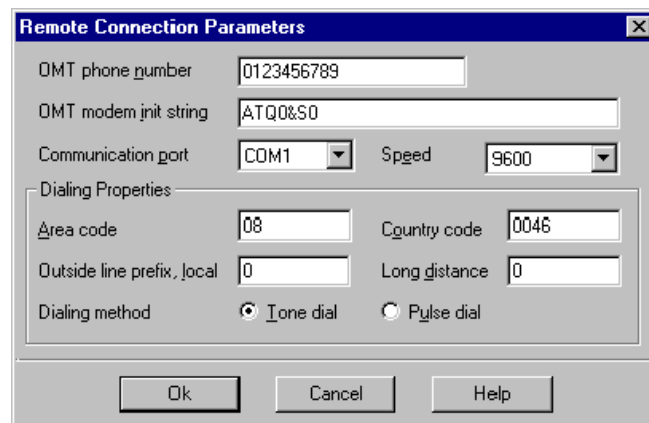 Remote Connection Parameters
OMT phone number 0123456789
OMT modem init string ATQ0&S0
Communication port COM1 Speed 9600
Dialing Properties
Area code 08 Country code 0046
Outside line prefix, local 0 Long distance 0
Dialing method Tone dial Pulse dial
Ok Cancel Help